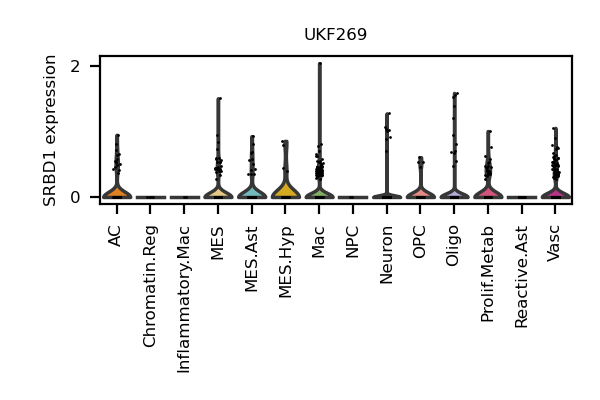 UKF269
SRBD1 expression
2
0
AC
Chromatin.Reg
Inflammatory.Mac
MES
MES.Ast
MES.Hyp
Mac
NPC
Neuron
OPC
Oligo
Prolif.Metab
Reactive.Ast
Vasc